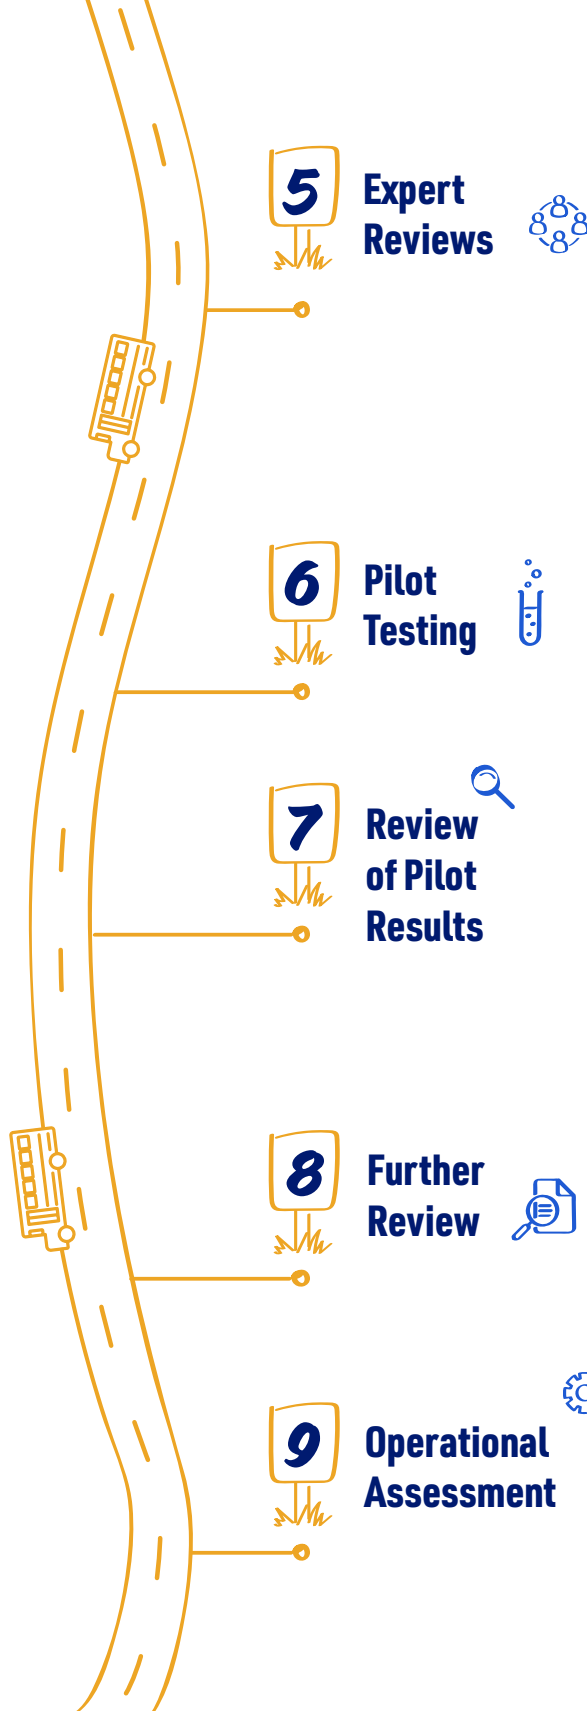 5
Expert
Reviews
6
Pilot
Testing
7
Review
of Pilot
Results
8
Further
Review
9
Operational
Assessment